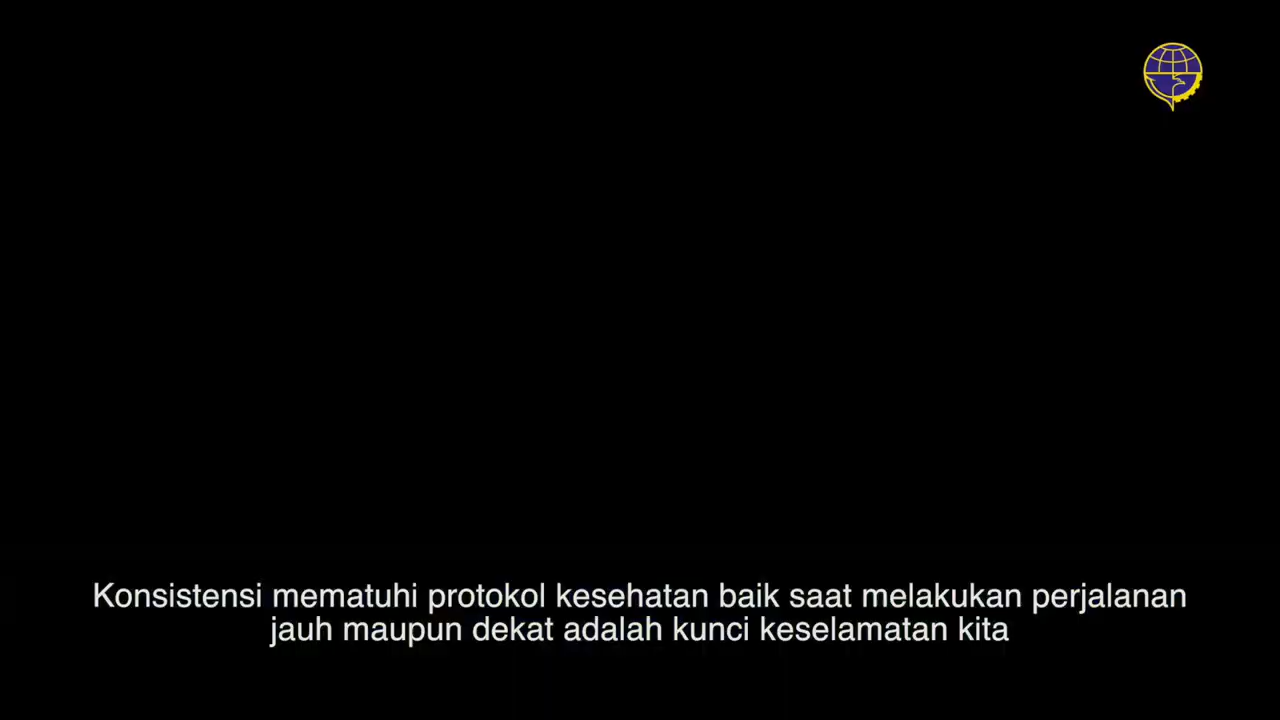 Konsistensi mematuhi protokol kesehatan baik saat melakukan perjalanan
jauh maupun dekat adalah kunci keselamatan kita